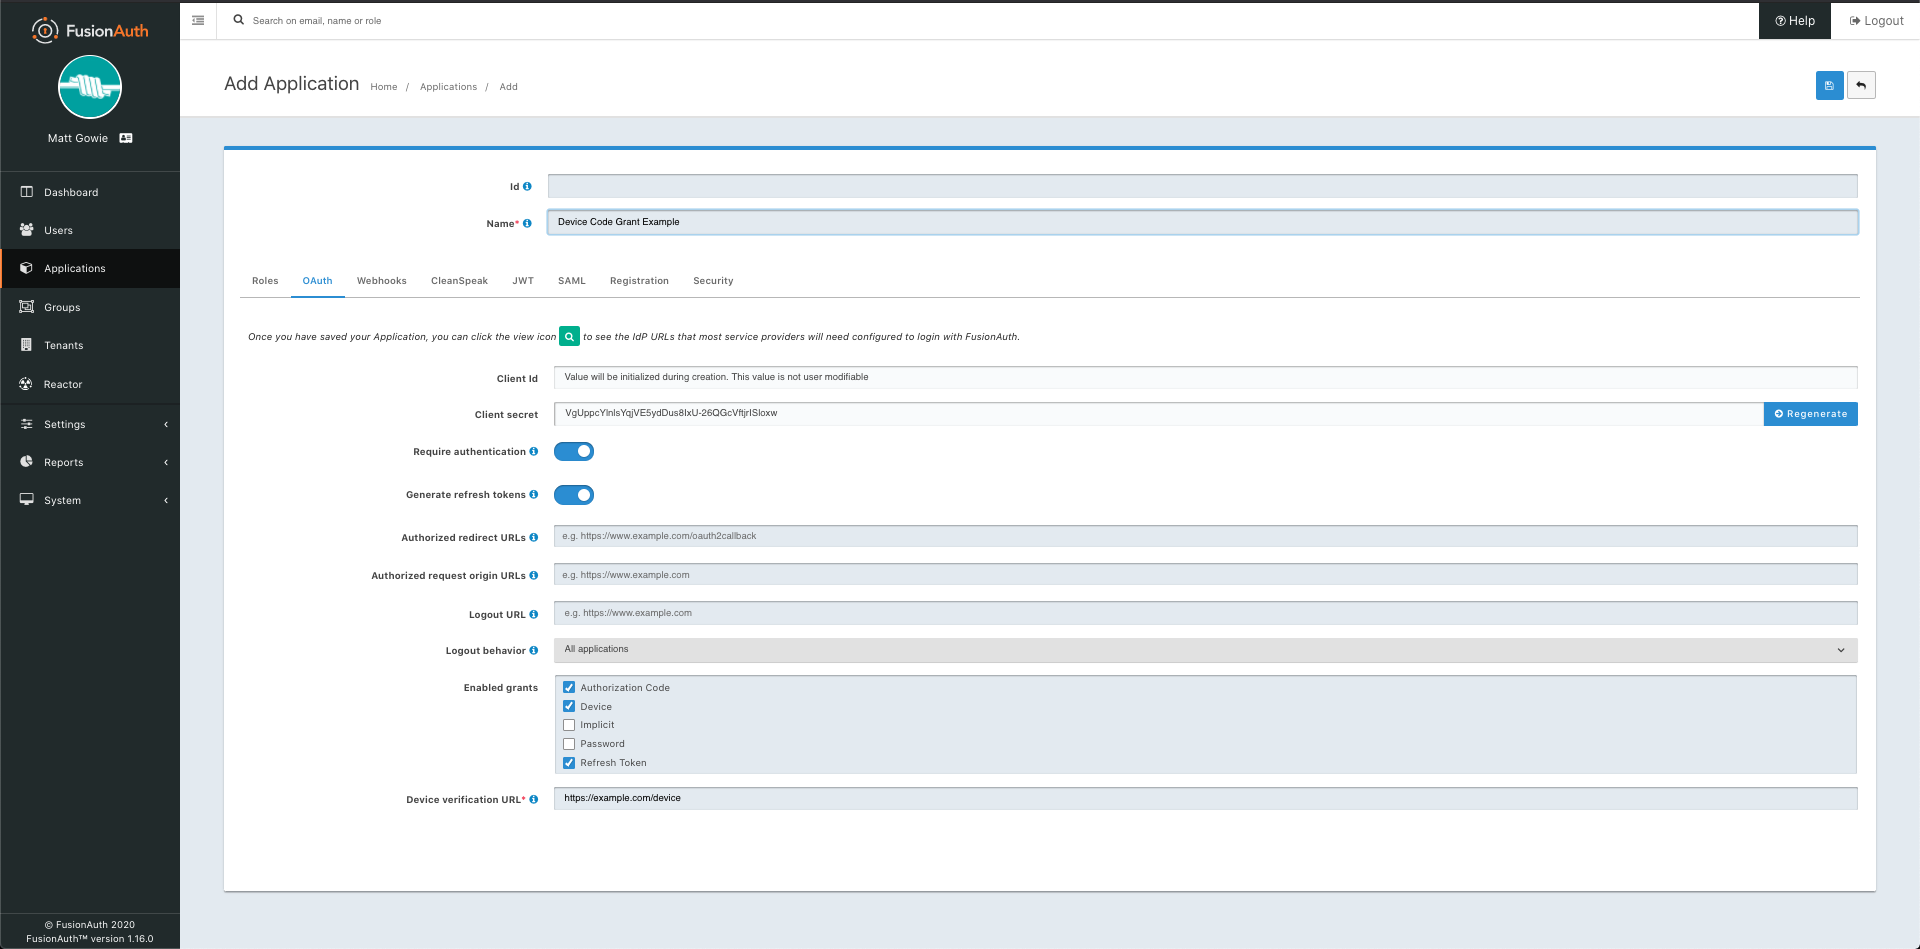 FusionAuth
Matt Gowie
Dashboard
Users
Applications
Groups
Tenants
Reactor
Settings
Reports
System
© FusionAuth 2020
FusionAuth™ version 1.16.0
Search on email, name or role
Help
Logout
Add Application
Home / Applications / Add
Id
Name*
Device Code Grant Example
Roles OAuth Webhooks CleanSpeak JWT SAML Registration Security
Once you have saved your Application, you can click the view icon to see the IdP URLs that most service providers will need configured to login with FusionAuth.
Client Id
Value will be initialized during creation. This value is not user modifiable
Client secret
Regenerate
Require authentication
Generate refresh tokens
Authorized redirect URLs
e.g. https://www.example.com/oauth2callback
Authorized request origin URLs
e.g. https://www.example.com
Logout URL
e.g. https://www.example.com
Logout behavior
All applications
Enabled grants
Authorization Code
Device
Implicit
Password
Refresh Token
Device verification URL*
https://example.com/device